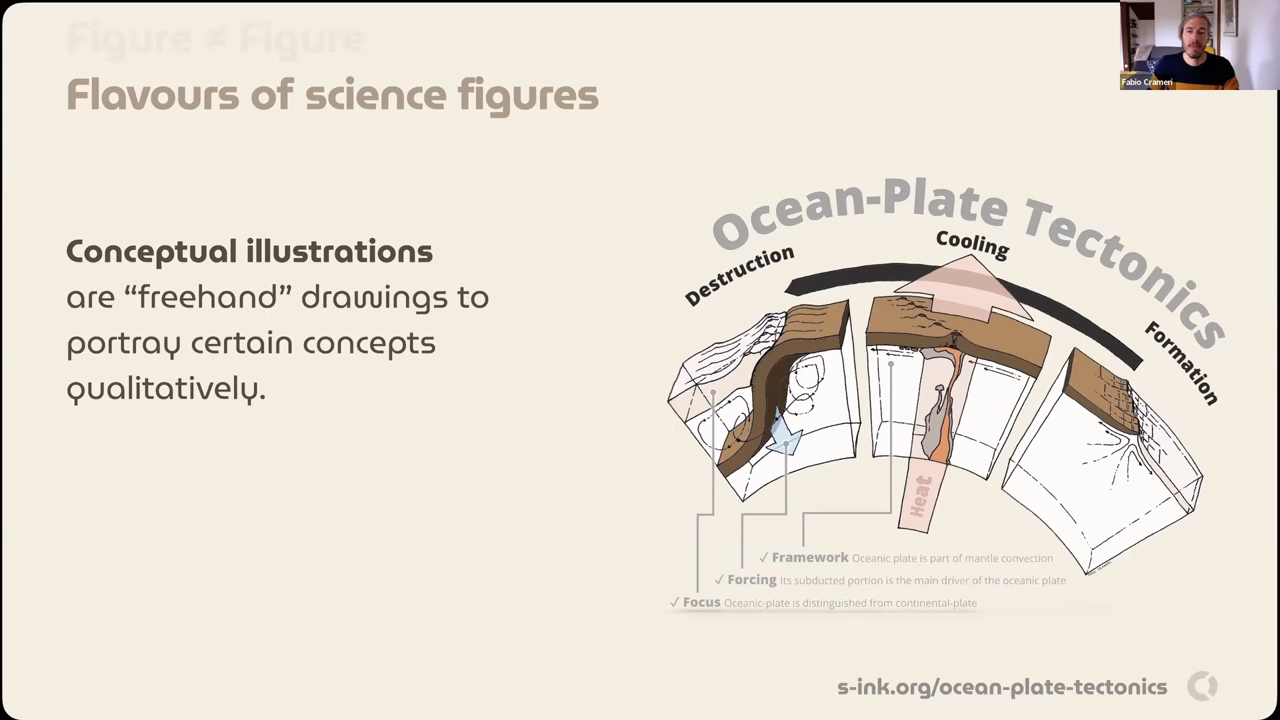 Figure ≠ Figure
Flavours of science figures
Fabio Crameri
Conceptual illustrations
are “freehand” drawings to
portray certain concepts
qualitatively.
Ocean-Plate Tectonics
Destruction
Cooling
Formation
Heat
✓ Framework Oceanic plate is part of mantle convection
✓ Forcing Its subducted portion is the main driver of the oceanic plate
✓ Focus Oceanic-plate is distinguished from continental-plate
s-ink.org/ocean-plate-tectonics